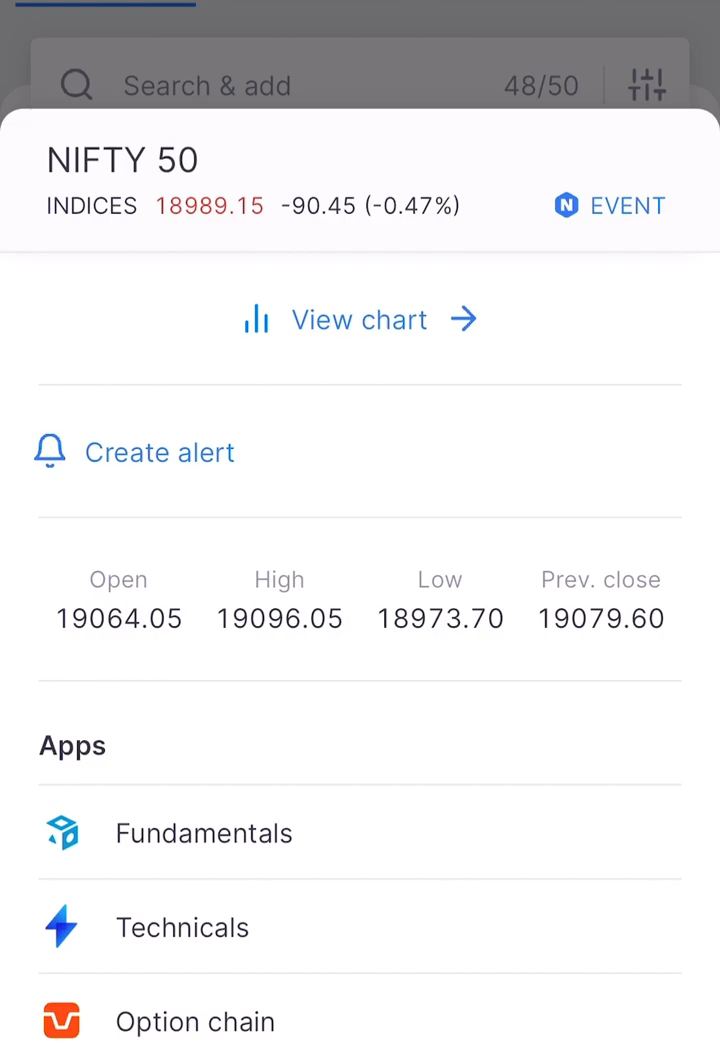 Search & add 48/50
NIFTY 50
INDICES 18989.15 -90.45 (-0.47%) N EVENT
View chart
Create alert
Open High Low Prev. close
19064.05 19096.05 18973.70 19079.60
Apps
Fundamentals
Technicals
Option chain